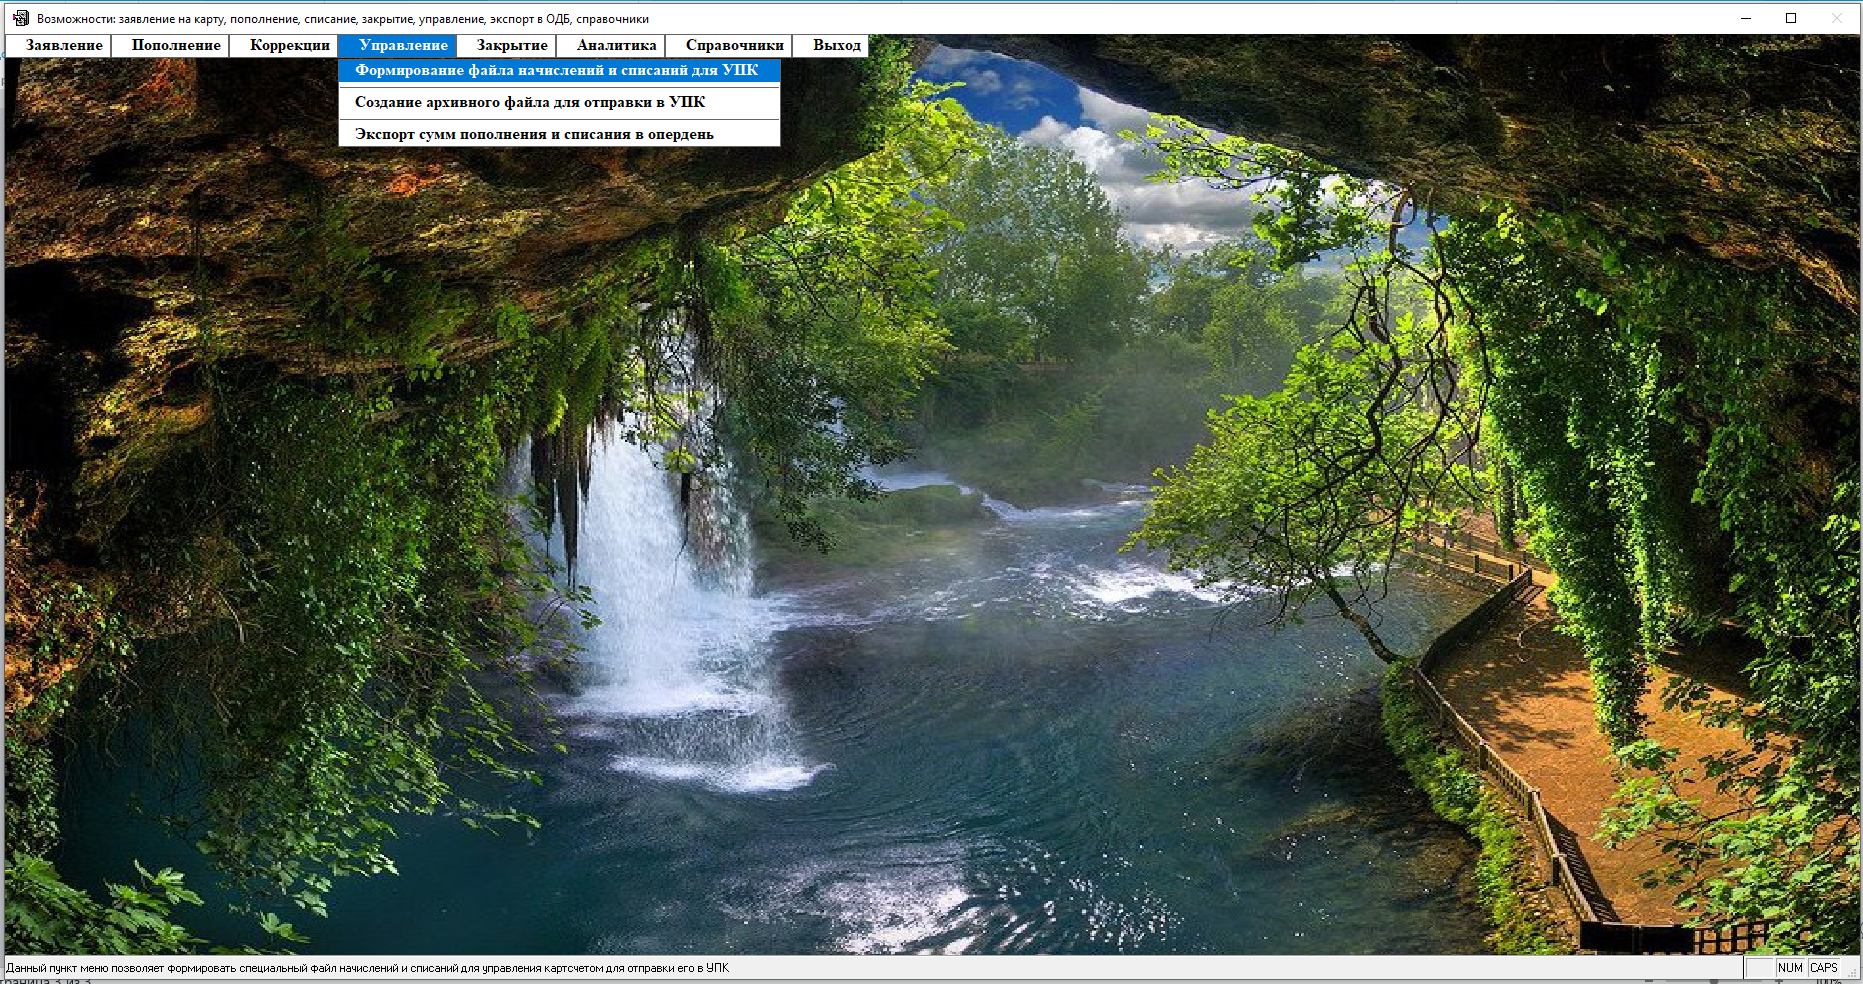 Возможности: заявление на карту, пополнение, списание, закрытие, управление, экспорт в ОДБ, справочники
Заявление Пополнение Коррекции Управление Закрытие Аналитика Справочники Выход
Формирование файла начислений и списаний для УПК
Создание архивного файла для отправки в УПК
Экспорт сумм пополнения и списания в опердень
Данный пункт меню позволяет формировать специальный файл начислений и списаний для управления картсчетом для отправки его в УПК
NUM CAPS